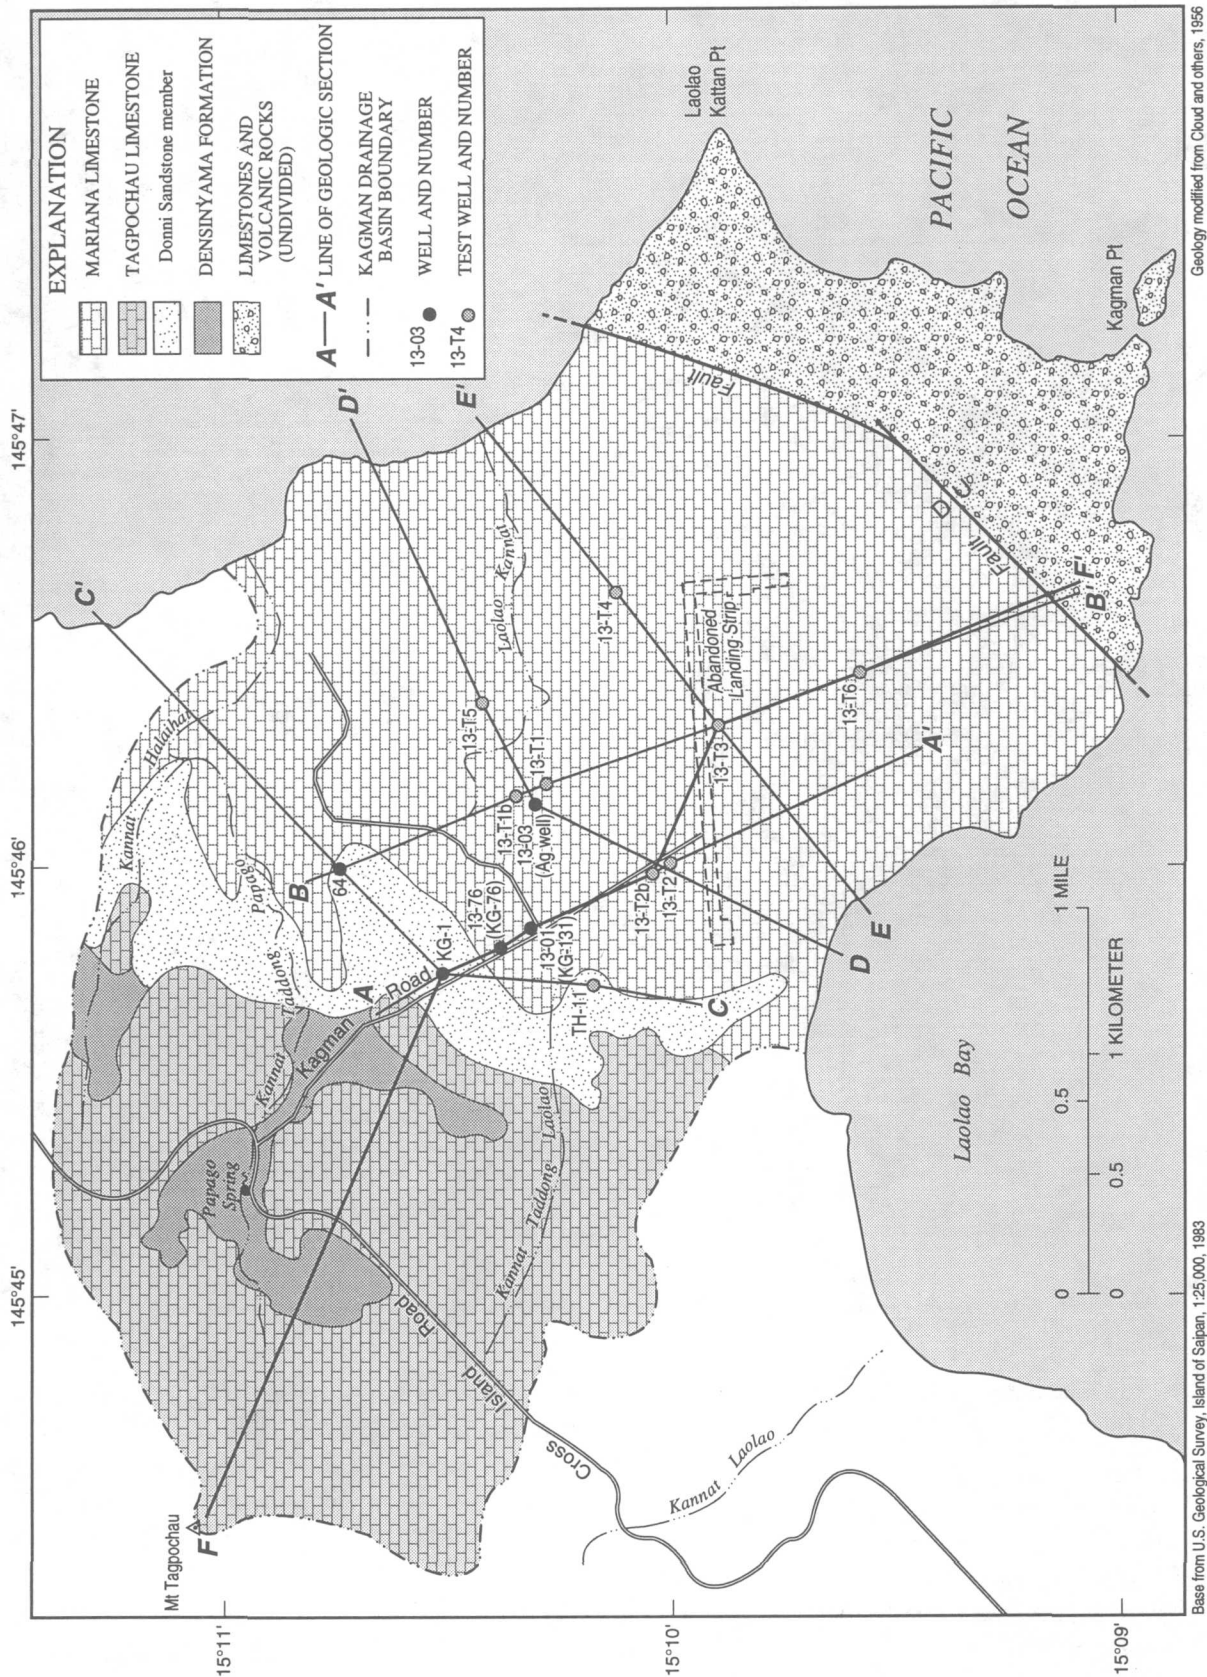 EXPLANATION
MARIANA LIMESTONE
TAGPOCHAU LIMESTONE
Donni Sandstone member
DENSINYAMA FORMATION
LIMESTONES AND
VOLCANIC ROCKS
(UNDIVIDED)
A — A' LINE OF GEOLOGIC SECTION
KAGMAN DRAINAGE
BASIN BOUNDARY
13-03 WELL AND NUMBER
13-T4 TEST WELL AND NUMBER
145°45'
145°46'
145°47'
15°11'
15°10'
15°09'
Mt Tagpochau
F
C'
D'
E'
Kannat
Halaihai
Papago
Kannat
Taddong
Papago
Spring
Kagman
Road
A
B
64
KG-1
13-76
(KG-76)
13-01
(KG-131)
13-T-1b
13-03
(Ag well)
13-T1
13-T5
Laolao
Kannat
13-T4
Laolao
Kattan Pt
Fault
PACIFIC
OCEAN
Cross
Island
Road
Kannat
Taddong
Laolao
TH-11
C
13-T2b
13-T2
13-T3
Abandoned
Landing Strip
13-T6
A'
D
E
D
U
Fault
B'
F'
Kagman Pt
Kannat
Laolao
Laolao Bay
0
0.5
1 MILE
0
0.5
1 KILOMETER
Base from U.S. Geological Survey, Island of Saipan, 1:25,000, 1983
Geology modified from Cloud and others, 1956